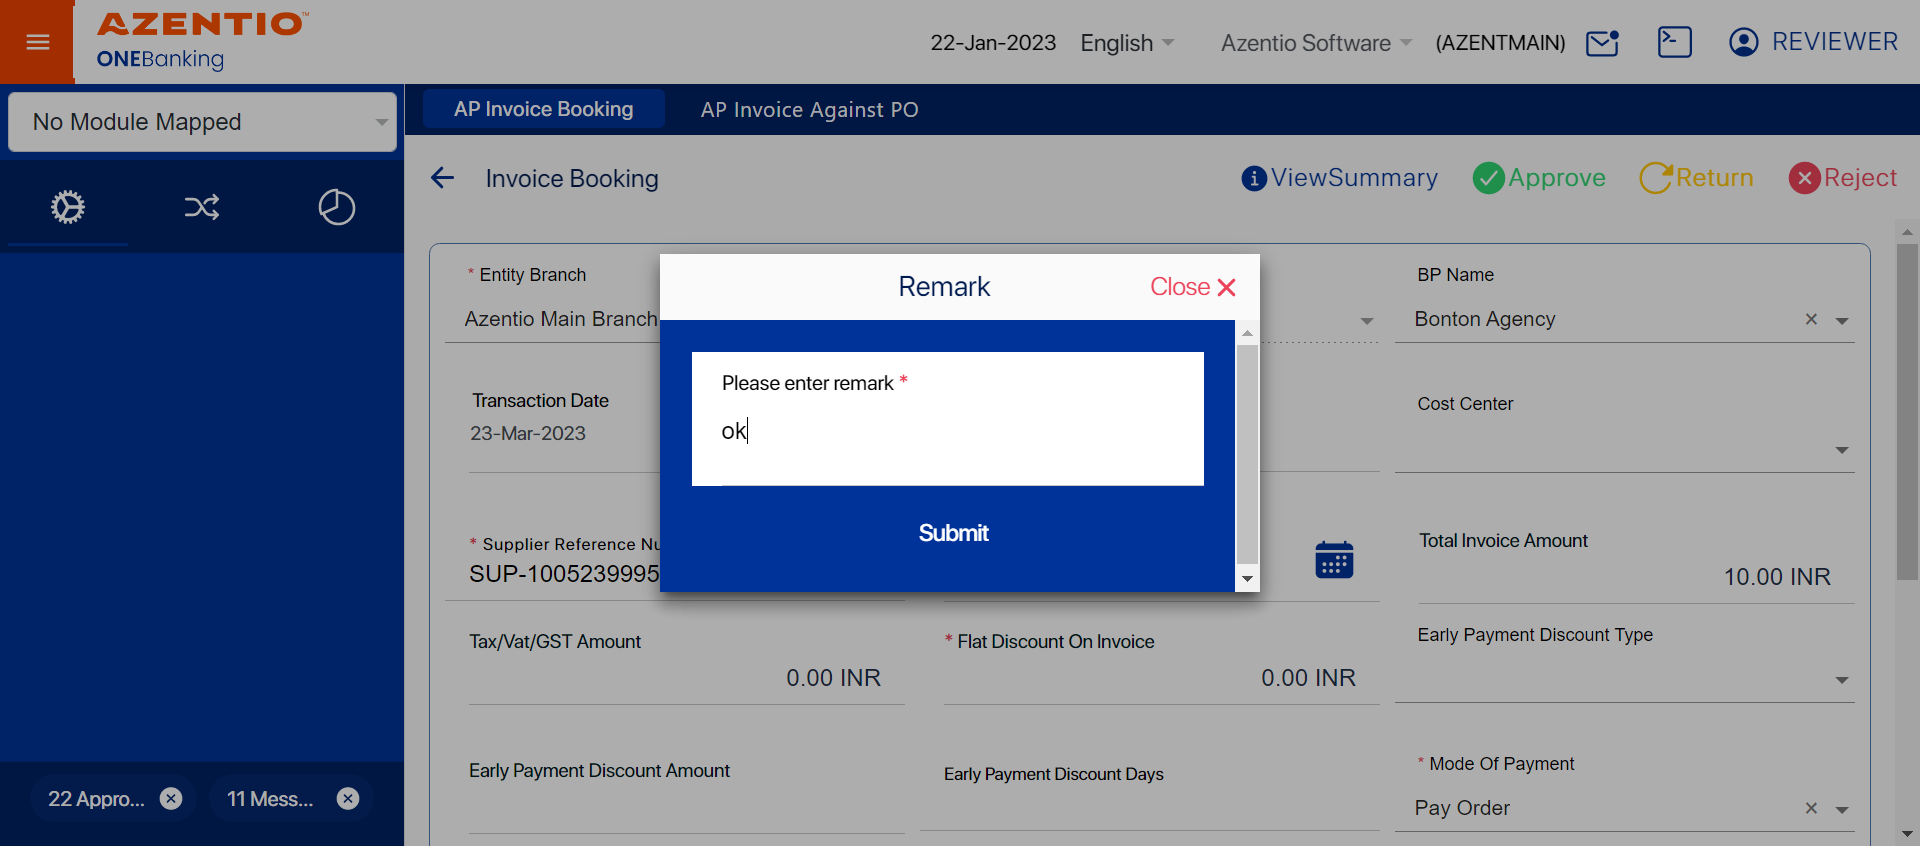 AZENTIO™
ONEBanking
22-Jan-2023 English Azentio Software (AZENTMAIN) REVIEWER
No Module Mapped
AP Invoice Booking AP Invoice Against PO
Invoice Booking
ViewSummary Approve Return Reject
* Entity Branch
Azentio Main Branch
BP Name
Bonton Agency
Remark
Close
Please enter remark *
ok
Submit
Transaction Date
23-Mar-2023
Cost Center
* Supplier Reference
SUP-1005239995
Total Invoice Amount
10.00 INR
Tax/Vat/GST Amount
0.00 INR
* Flat Discount On Invoice
0.00 INR
Early Payment Discount Type
Early Payment Discount Amount
Early Payment Discount Days
* Mode Of Payment
Pay Order
22 Appro...
11 Mess...